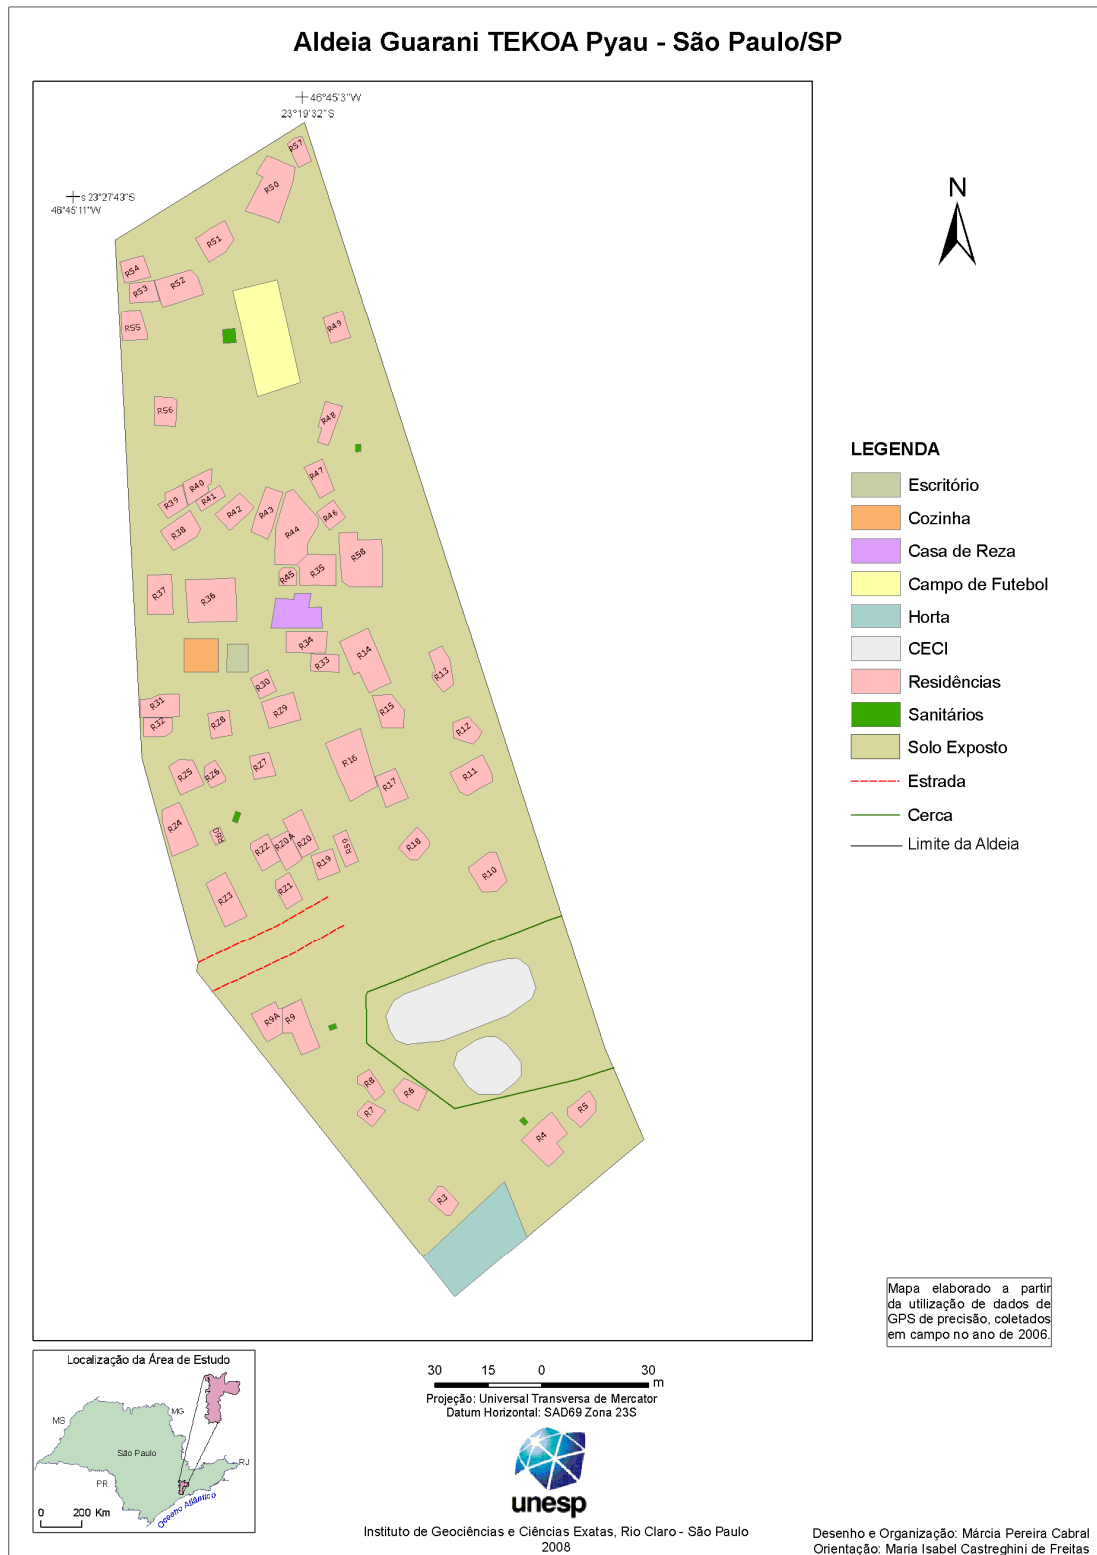 Aldeia Guarani TEKOA Pyau - São Paulo/SP
46°45'3"W
23°19'32"S
s 23°27'43"S
46°45'11"W
N
R57
R50
R51
R54
R53
R52
R55
R49
R56
R48
R47
R40
R39
R41
R42
R43
R46
R38
R44
R58
R45
R35
R37
R36
R34
R33
R14
R13
R30
R31
R29
R15
R32
R28
R12
R27
R16
R25
R26
R11
R17
R24
R60
R22
R20A
R20
R59
R18
R19
R10
R21
R23
R9A
R9
R8
R6
R7
R5
R4
R3
LEGENDA
Escritório
Cozinha
Casa de Reza
Campo de Futebol
Horta
CECI
Residências
Sanitários
Solo Exposto
Estrada
Cerca
Limite da Aldeia
Mapa elaborado a partir
da utilização de dados de
GPS de precisão, coletados
em campo no ano de 2006.
Localização da Área de Estudo
MS
MG
São Paulo
RJ
PR
Oceano Atlântico
0 200 Km
30 15 0 30
m
Projeção: Universal Transversa de Mercator
Datum Horizontal: SAD69 Zona 23S
unesp
Instituto de Geociências e Ciências Exatas, Rio Claro - São Paulo
2008
Desenho e Organização: Márcia Pereira Cabral
Orientação: Maria Isabel Castreghini de Freitas